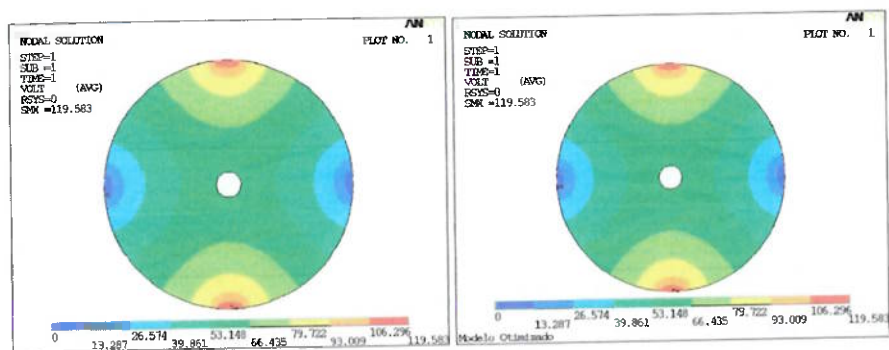 AN
NODAL SOLUTION
PLOT NO. 1
STEP=1
SUB =1
TIME=1
VOLT (AVG)
RSYS=0
SMX =119.583
0
13.287
26.574
39.861
53.148
66.435
79.722
93.009
106.296
119.583
AN
NODAL SOLUTION
PLOT NO. 1
STEP=1
SUB =1
TIME=1
VOLT (AVG)
RSYS=0
SMX =119.583
0
13.287
26.574
39.861
53.148
66.435
79.722
93.009
106.296
119.583
Modelo Otimizado